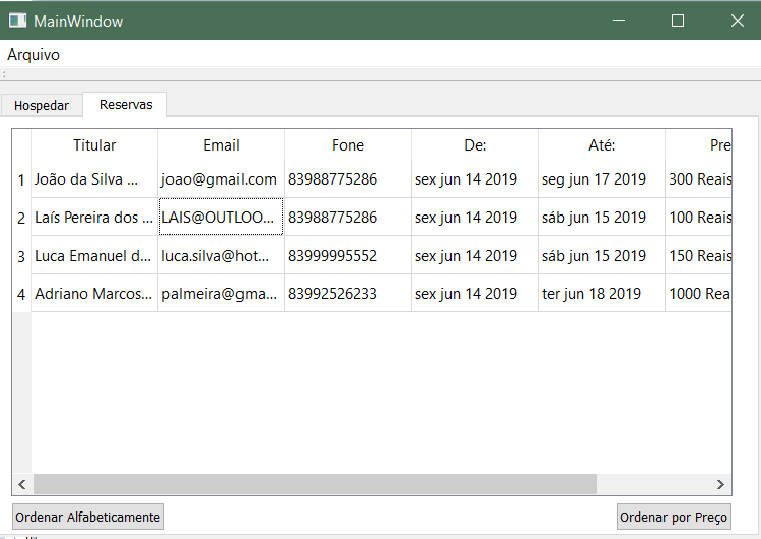 MainWindow
Arquivo
Hospedar Reservas
Titular Email Fone De: Até: Pre
1 João da Silva ... joao@gmail.com 83988775286 sex jun 14 2019 seg jun 17 2019 300 Reais
2 Laís Pereira dos ... LAIS@OUTLOO... 83988775286 sex jun 14 2019 sáb jun 15 2019 100 Reais
3 Luca Emanuel d... luca.silva@hot... 83999995552 sex jun 14 2019 sáb jun 15 2019 150 Reais
4 Adriano Marcos... palmeira@gma... 83992526233 sex jun 14 2019 ter jun 18 2019 1000 Rea
Ordenar Alfabeticamente Ordenar por Preço